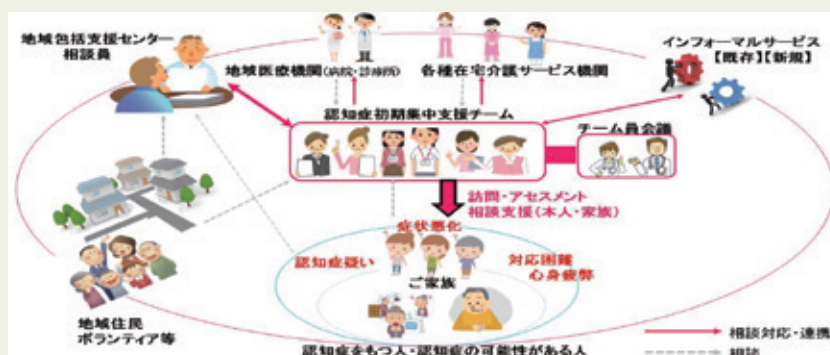 地域包括支援センター
相談員
地域医療機関(病院・診療所)
各種在宅介護サービス機関
インフォーマルサービス
【既存】【新規】
認知症初期集中支援チーム
チーム員会議
訪問・アセスメント
相談支援(本人・家族)
症状悪化
認知症疑い
対応困難
心身疲弊
ご家族
地域住民
ボランティア等
認知症をもつ人・認知症の可能性がある人
相談対応・連携
相談